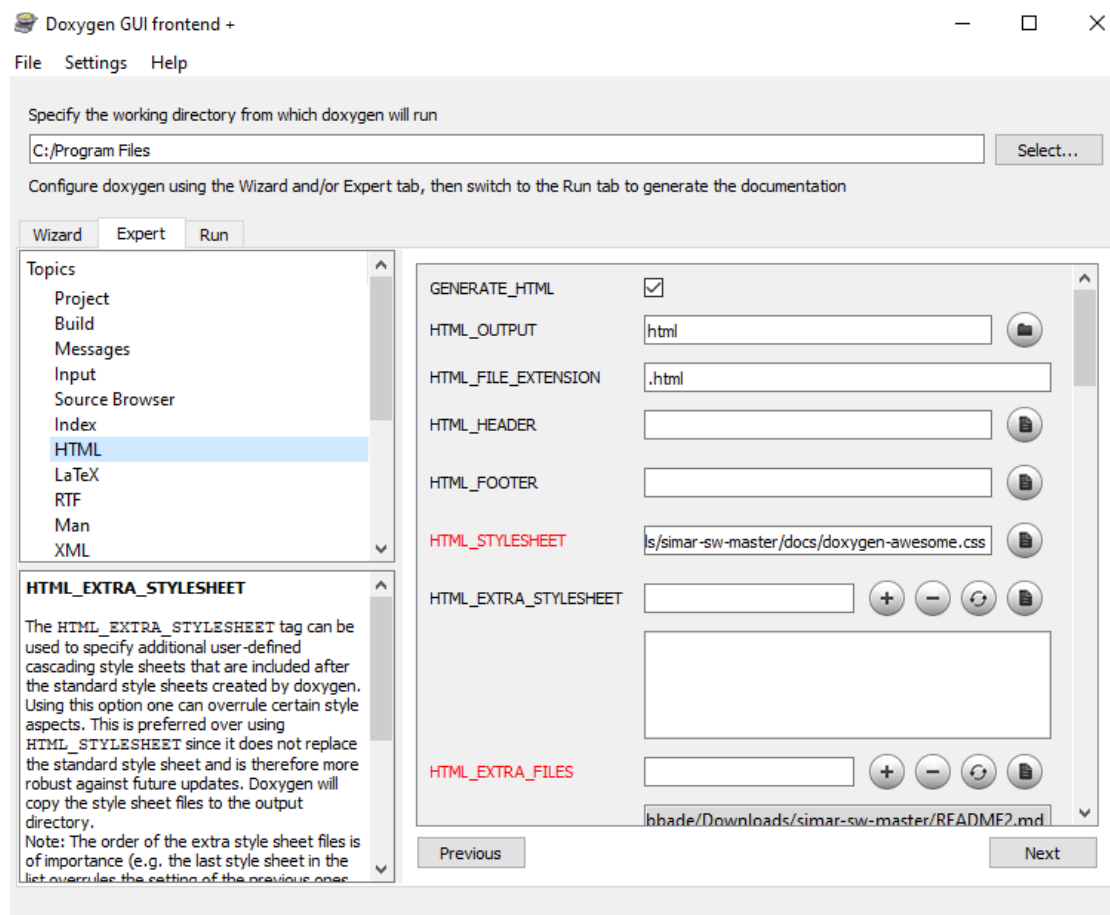 Doxygen GUI frontend +
File Settings Help
Specify the working directory from which doxygen will run
C:/Program Files Select...
Configure doxygen using the Wizard and/or Expert tab, then switch to the Run tab to generate the documentation
Wizard Expert Run
Topics
Project
Build
Messages
Input
Source Browser
Index
HTML
LaTeX
RTF
Man
XML
HTML_EXTRA_STYLESHEET
The HTML_EXTRA_STYLESHEET tag can be
used to specify additional user-defined
cascading style sheets that are included after
the standard style sheets created by doxygen.
Using this option one can overrule certain style
aspects. This is preferred over using
HTML_STYLESHEET since it does not replace
the standard style sheet and is therefore more
robust against future updates. Doxygen will
copy the style sheet files to the output
directory.
Note: The order of the extra style sheet files is
of importance (e.g. the last style sheet in the
list overrules the setting of the previous ones
GENERATE_HTML
HTML_OUTPUT html
HTML_FILE_EXTENSION .html
HTML_HEADER
HTML_FOOTER
HTML_STYLESHEET ls/simar-sw-master/docs/doxygen-awesome.css
HTML_EXTRA_STYLESHEET
HTML_EXTRA_FILES
bhade/Downloads/simar-sw-master/README2.md
Previous Next